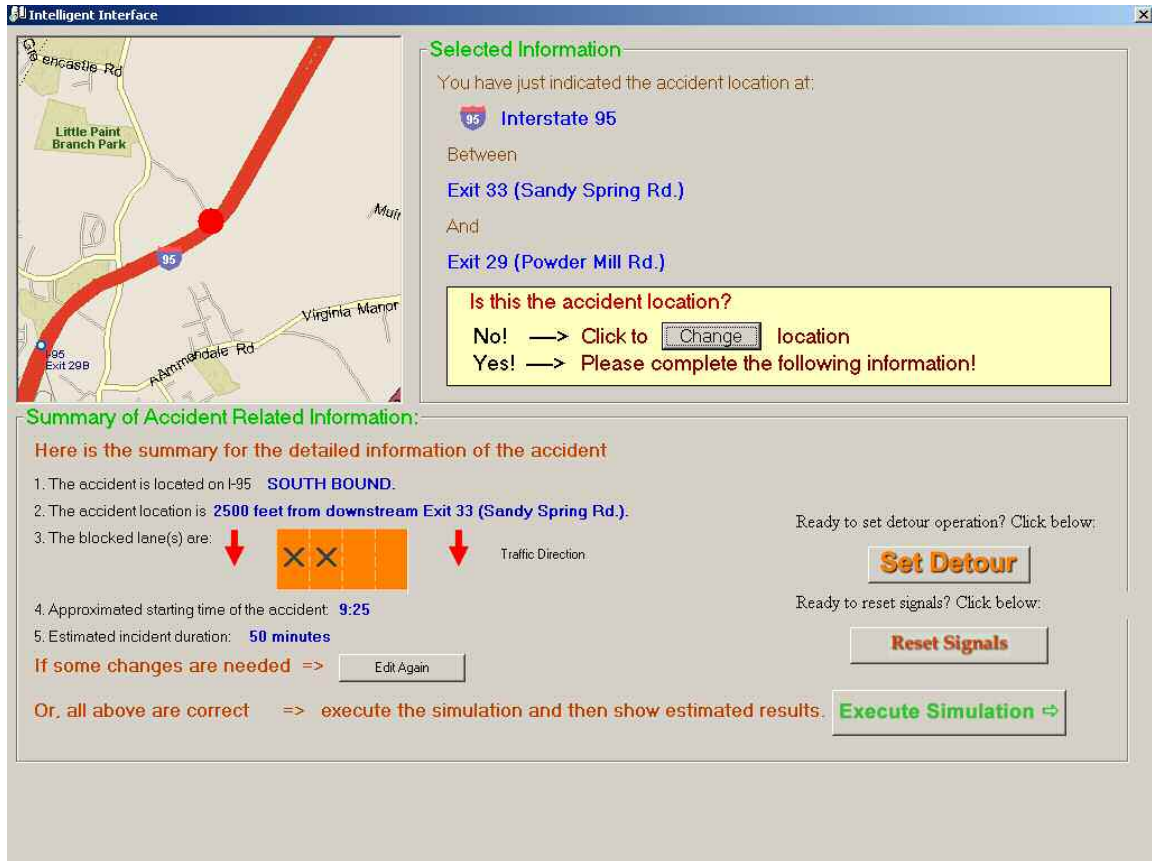 Intelligent Interface
Greencastle Rd
Little Paint
Branch Park
Muir
95
Virginia Manor
Ammendale Rd
I-95
Exit 29B
Selected Information
You have just indicated the accident location at:
95 Interstate 95
Between
Exit 33 (Sandy Spring Rd.)
And
Exit 29 (Powder Mill Rd.)
Is this the accident location?
No! —> Click to Change location
Yes! —> Please complete the following information!
Summary of Accident Related Information:
Here is the summary for the detailed information of the accident
1. The accident is located on I-95 SOUTH BOUND.
2. The accident location is 2500 feet from downstream Exit 33 (Sandy Spring Rd.).
3. The blocked lane(s) are:
Traffic Direction
4. Approximated starting time of the accident: 9:25
5. Estimated incident duration: 50 minutes
If some changes are needed => Edit Again
Or, all above are correct => execute the simulation and then show estimated results.
Ready to set detour operation? Click below:
Set Detour
Ready to reset signals? Click below:
Reset Signals
Execute Simulation ⇨